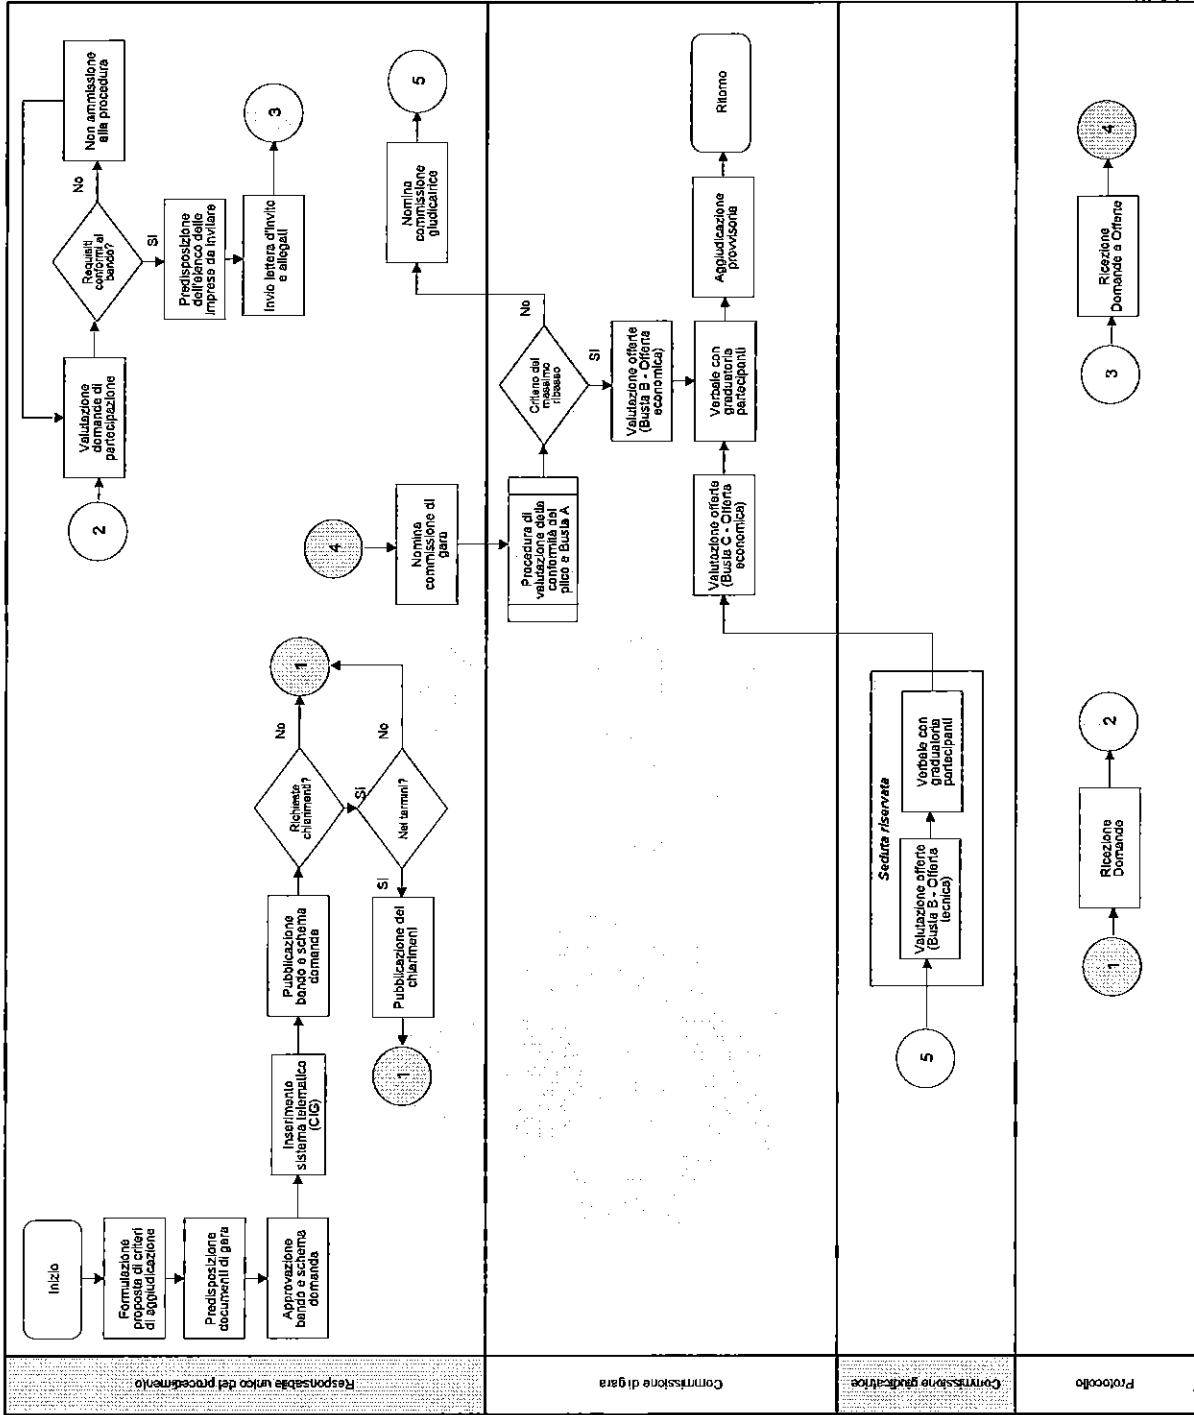 Responsabile unico del procedimento
Inizio
Formulazione
proposta di criteri
di aggiudicazione
Predisposizione
documenti di gara
Approvazione
bando e schema
domanda
Inserimento
sistema telematico
(CIG)
Pubblicazione
bando e schema
domanda
Richieste
chiarimenti?
No
1
Si
Nei termini?
No
Si
Pubblicazione dei
chiarimenti
1
2
Valutazione
domande di
partecipazione
Requisiti
conformi al
bando?
No
Non ammissione
alla procedura
Si
Predisposizione
dell'elenco delle
imprese da invitare
Invio lettera d'invito
e allegati
3
4
Nomina
commissione di
gara
Nomina
commissione
giudicatrice
5
Commissione di gara
Procedura di
valutazione della
conformità del
plico e Busta A
Criterio del
massimo
ribasso
No
Si
Valutazione offerte
(Busta B - Offerta
economica)
Valutazione offerte
(Busta C - Offerta
economica)
Verbale con
graduatoria
partecipanti
Aggiudicazione
provvisoria
Ritorno
Commissione giudicatrice
5
Seduta riservata
Valutazione offerte
(Busta B - Offerta
tecnica)
Verbale con
graduatoria
partecipanti
Protocollo
1
Ricezione
Domande
2
3
Ricezione
Domande e Offerte
4